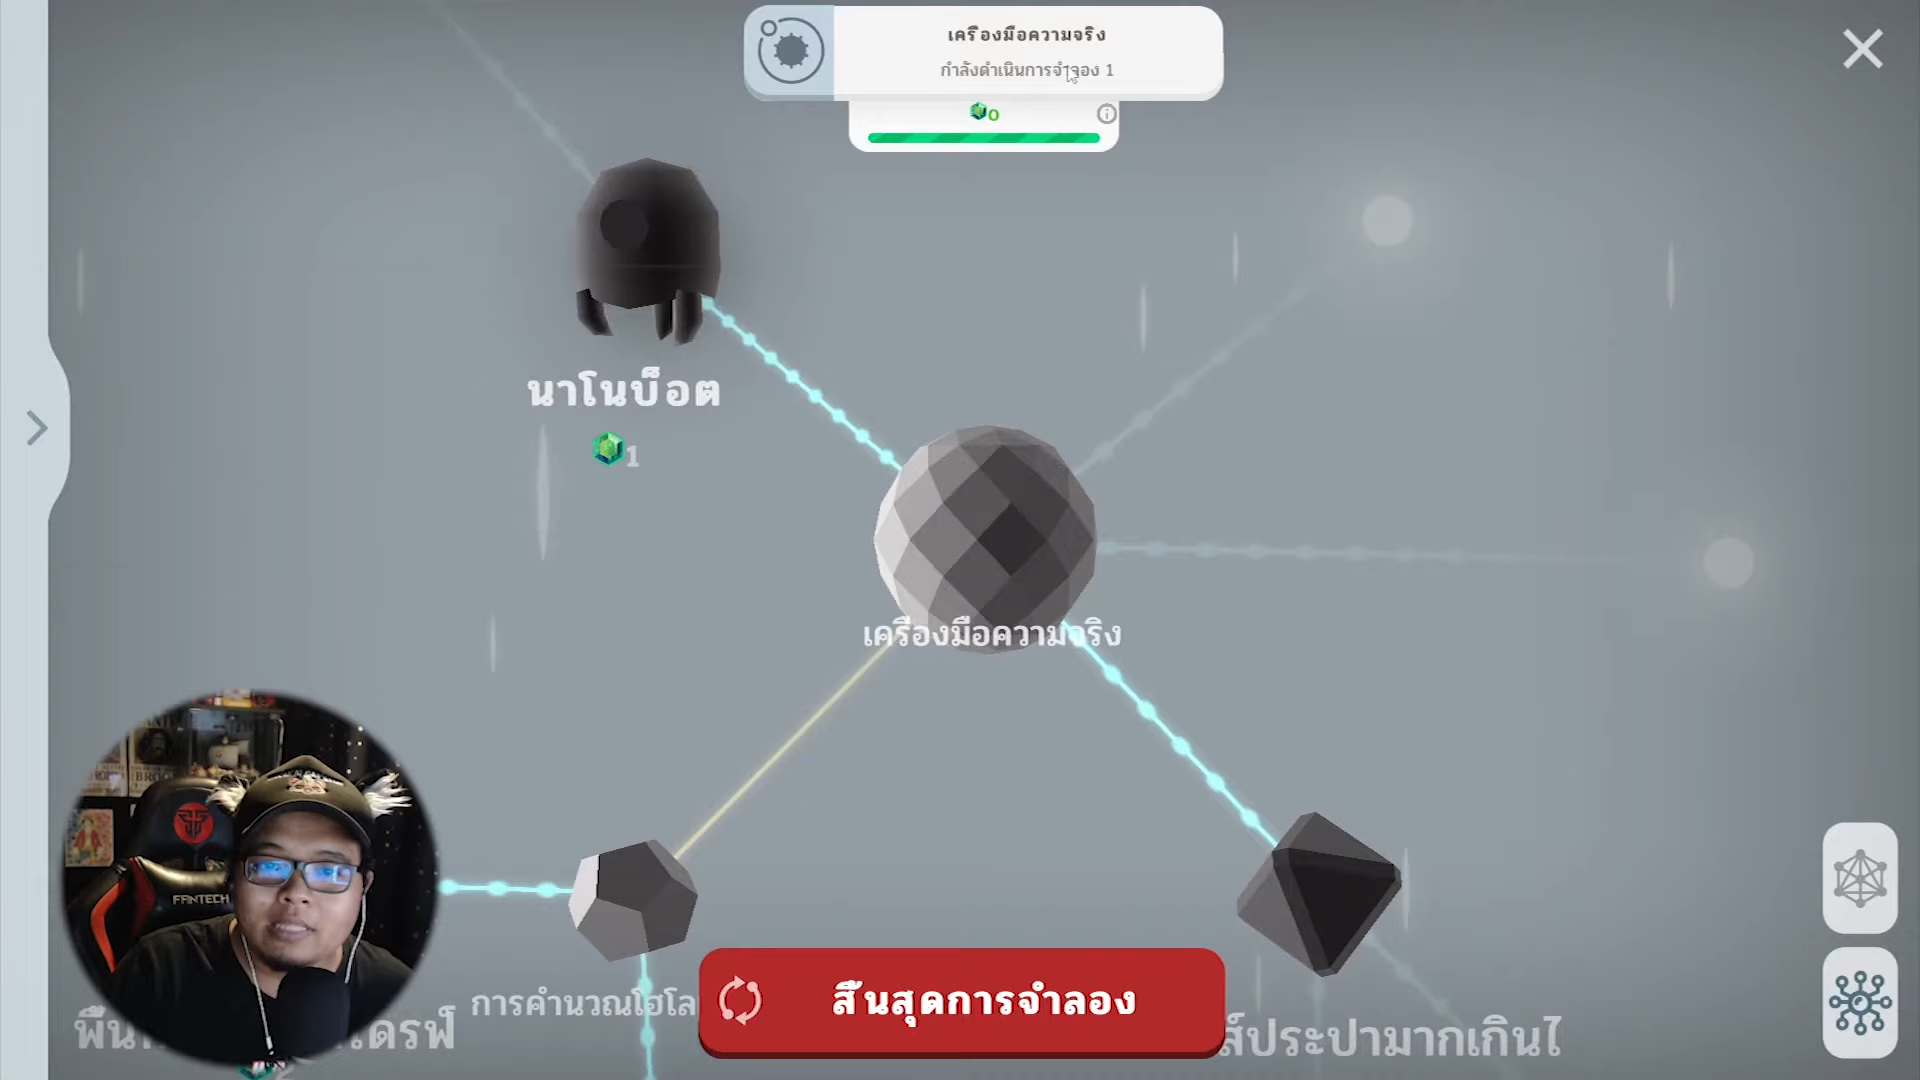 เครื่องมือความจริง
กำลังดำเนินการจำลอง 1
0
นาโนบ็อต
1
เครื่องมือความจริง
FANTECH
การคำนวณโฮโล
สิ้นสุดการจำลอง
ส์ประปามากเกินไ